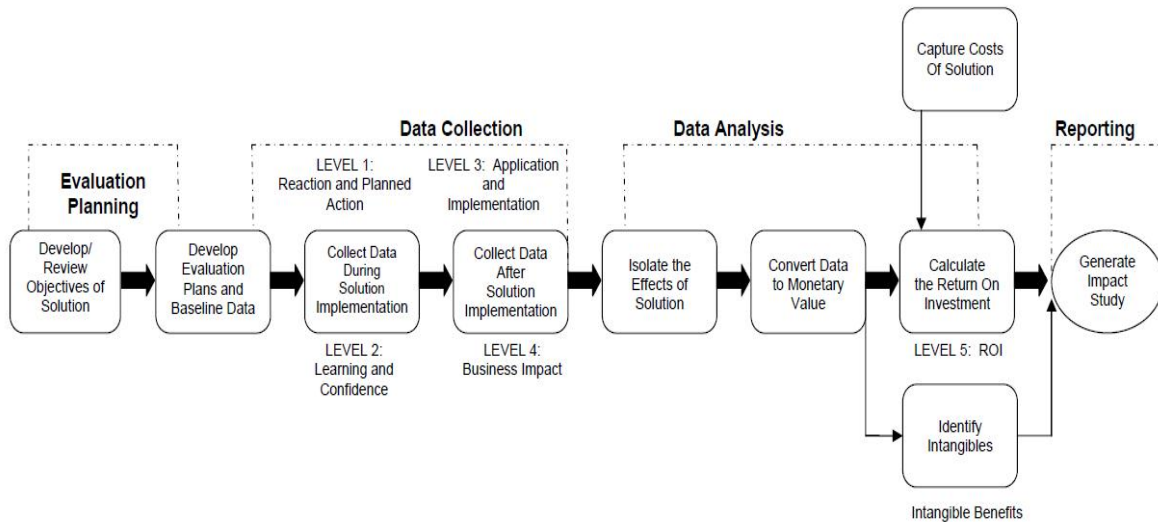 Capture Costs
Of Solution
Data Collection
Data Analysis
Reporting
Evaluation
Planning
LEVEL 1:
Reaction and Planned
Action
LEVEL 3: Application
and
Implementation
Develop/
Review
Objectives of
Solution
Develop
Evaluation
Plans and
Baseline Data
Collect Data
During
Solution
Implementation
Collect Data
After
Solution
Implementation
Isolate the
Effects of
Solution
Convert Data
to Monetary
Value
Calculate
the Return On
Investment
Generate
Impact
Study
LEVEL 2:
Learning and
Confidence
LEVEL 4:
Business Impact
LEVEL 5: ROI
Identify
Intangibles
Intangible Benefits